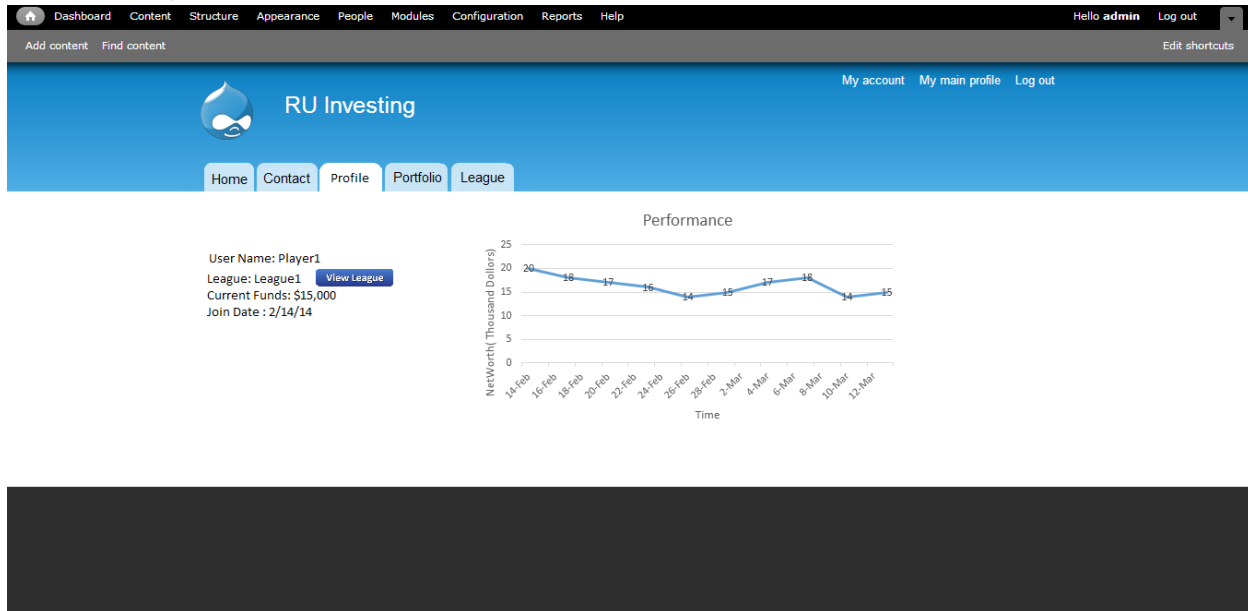 Dashboard Content Structure Appearance People Modules Configuration Reports Help Hello admin Log out
Add content Find content Edit shortcuts
My account My main profile Log out
RU Investing
Home Contact Profile Portfolio League
User Name: Player1
League: League1 View League
Current Funds: $15,000
Join Date : 2/14/14
Performance
NetWorth( Thousand Dollors)
25
20
15
10
5
0
20 18 17 16 14 15 17 18 14 15
14-Feb 16-Feb 18-Feb 20-Feb 22-Feb 24-Feb 26-Feb 28-Feb 2-Mar 4-Mar 6-Mar 8-Mar 10-Mar 12-Mar
Time